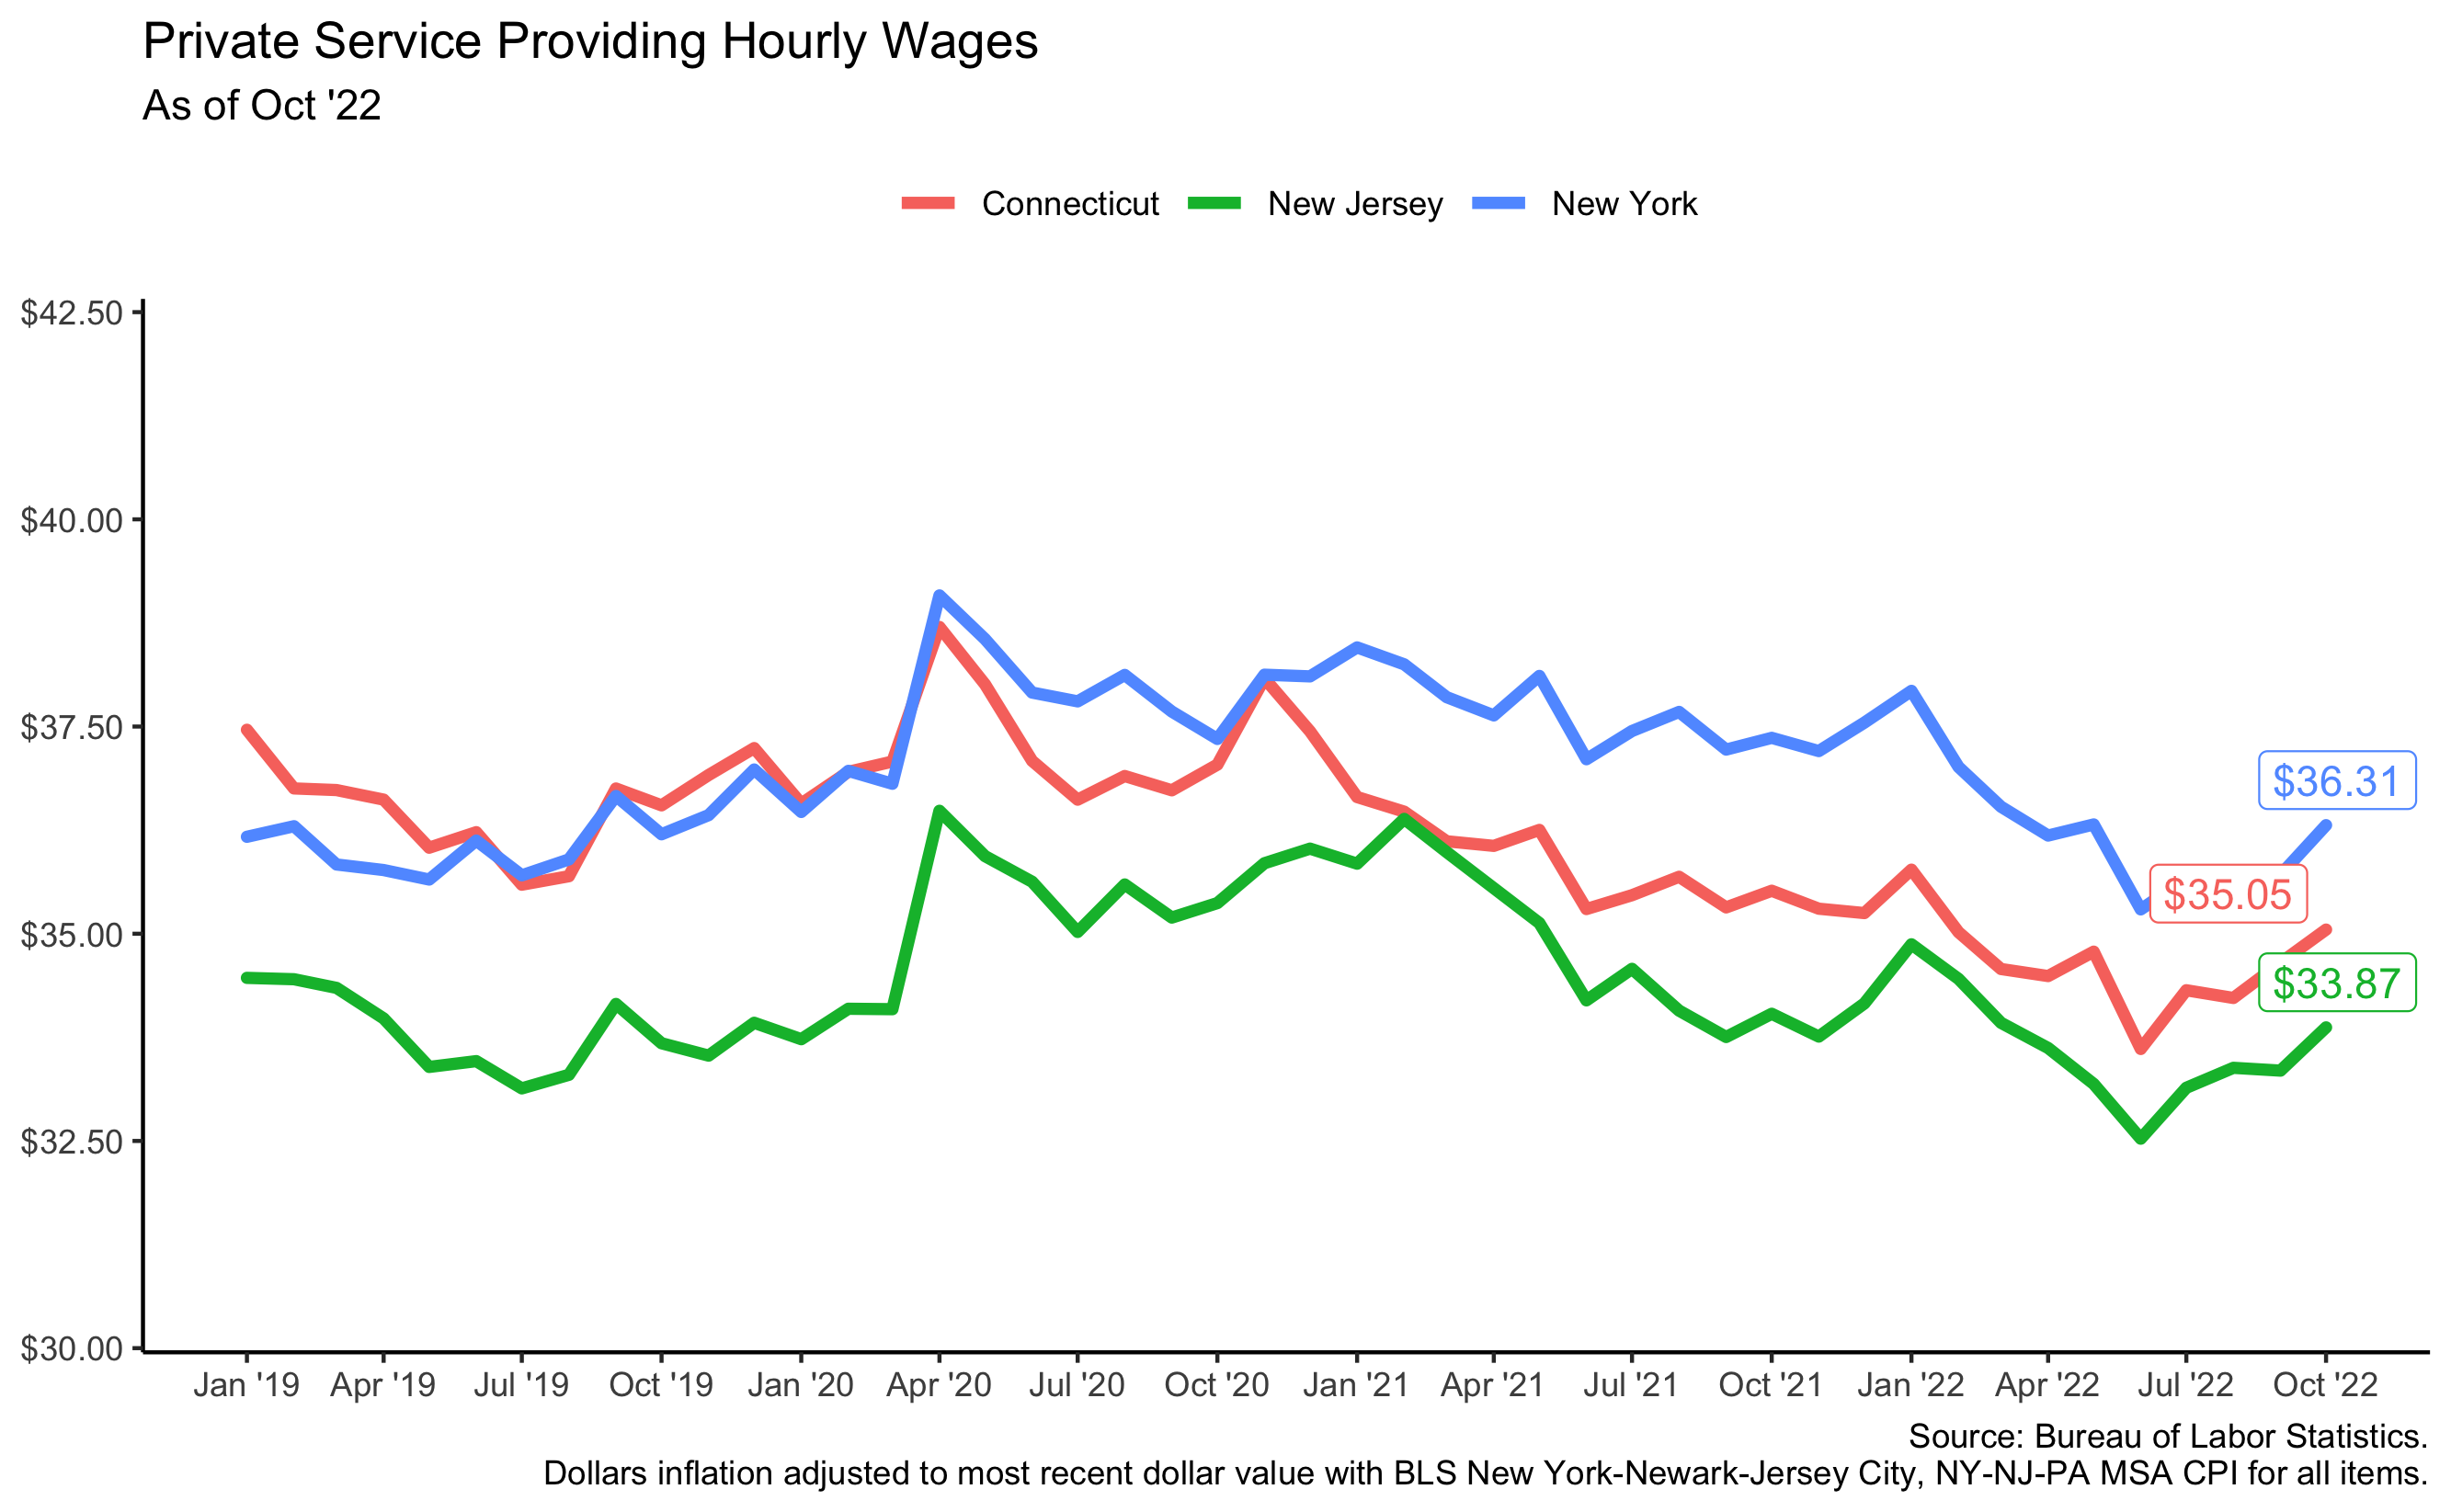 Private Service Providing Hourly Wages
As of Oct '22
Connecticut New Jersey New York
$42.50
$40.00
$37.50
$36.31
$35.05
$35.00
$33.87
$32.50
$30.00
Jan '19 Apr '19 Jul '19 Oct '19 Jan '20 Apr '20 Jul '20 Oct '20 Jan '21 Apr '21 Jul '21 Oct '21 Jan '22 Apr '22 Jul '22 Oct '22
Source: Bureau of Labor Statistics.
Dollars inflation adjusted to most recent dollar value with BLS New York-Newark-Jersey City, NY-NJ-PA MSA CPI for all items.